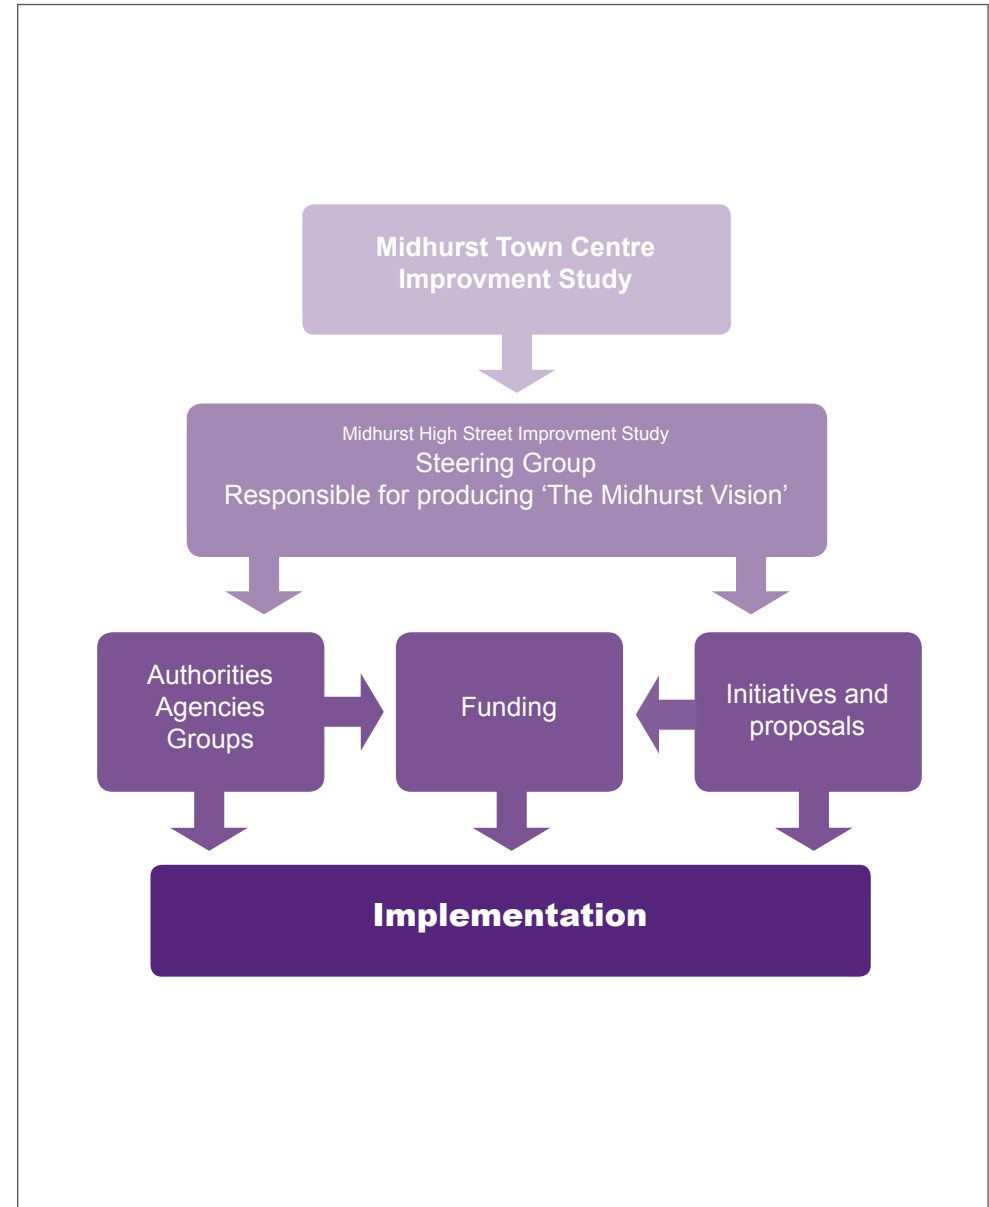 Midhurst Town Centre
Improvment Study
Midhurst High Street Improvment Study
Steering Group
Responsible for producing ‘The Midhurst Vision’
Authorities
Agencies
Groups
Funding
Initiatives and
proposals
Implementation